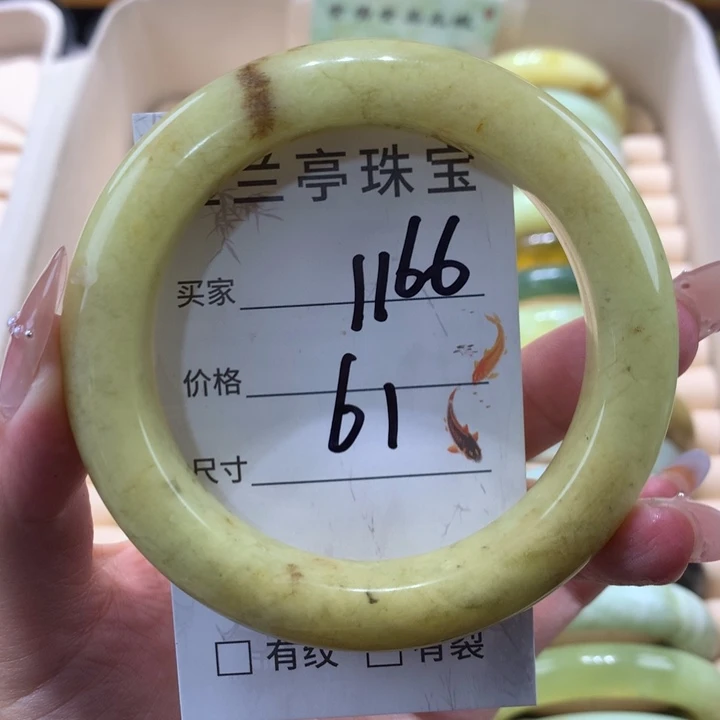 兰亭珠宝
买家 1166
价格 61
尺寸
有纹 有裂